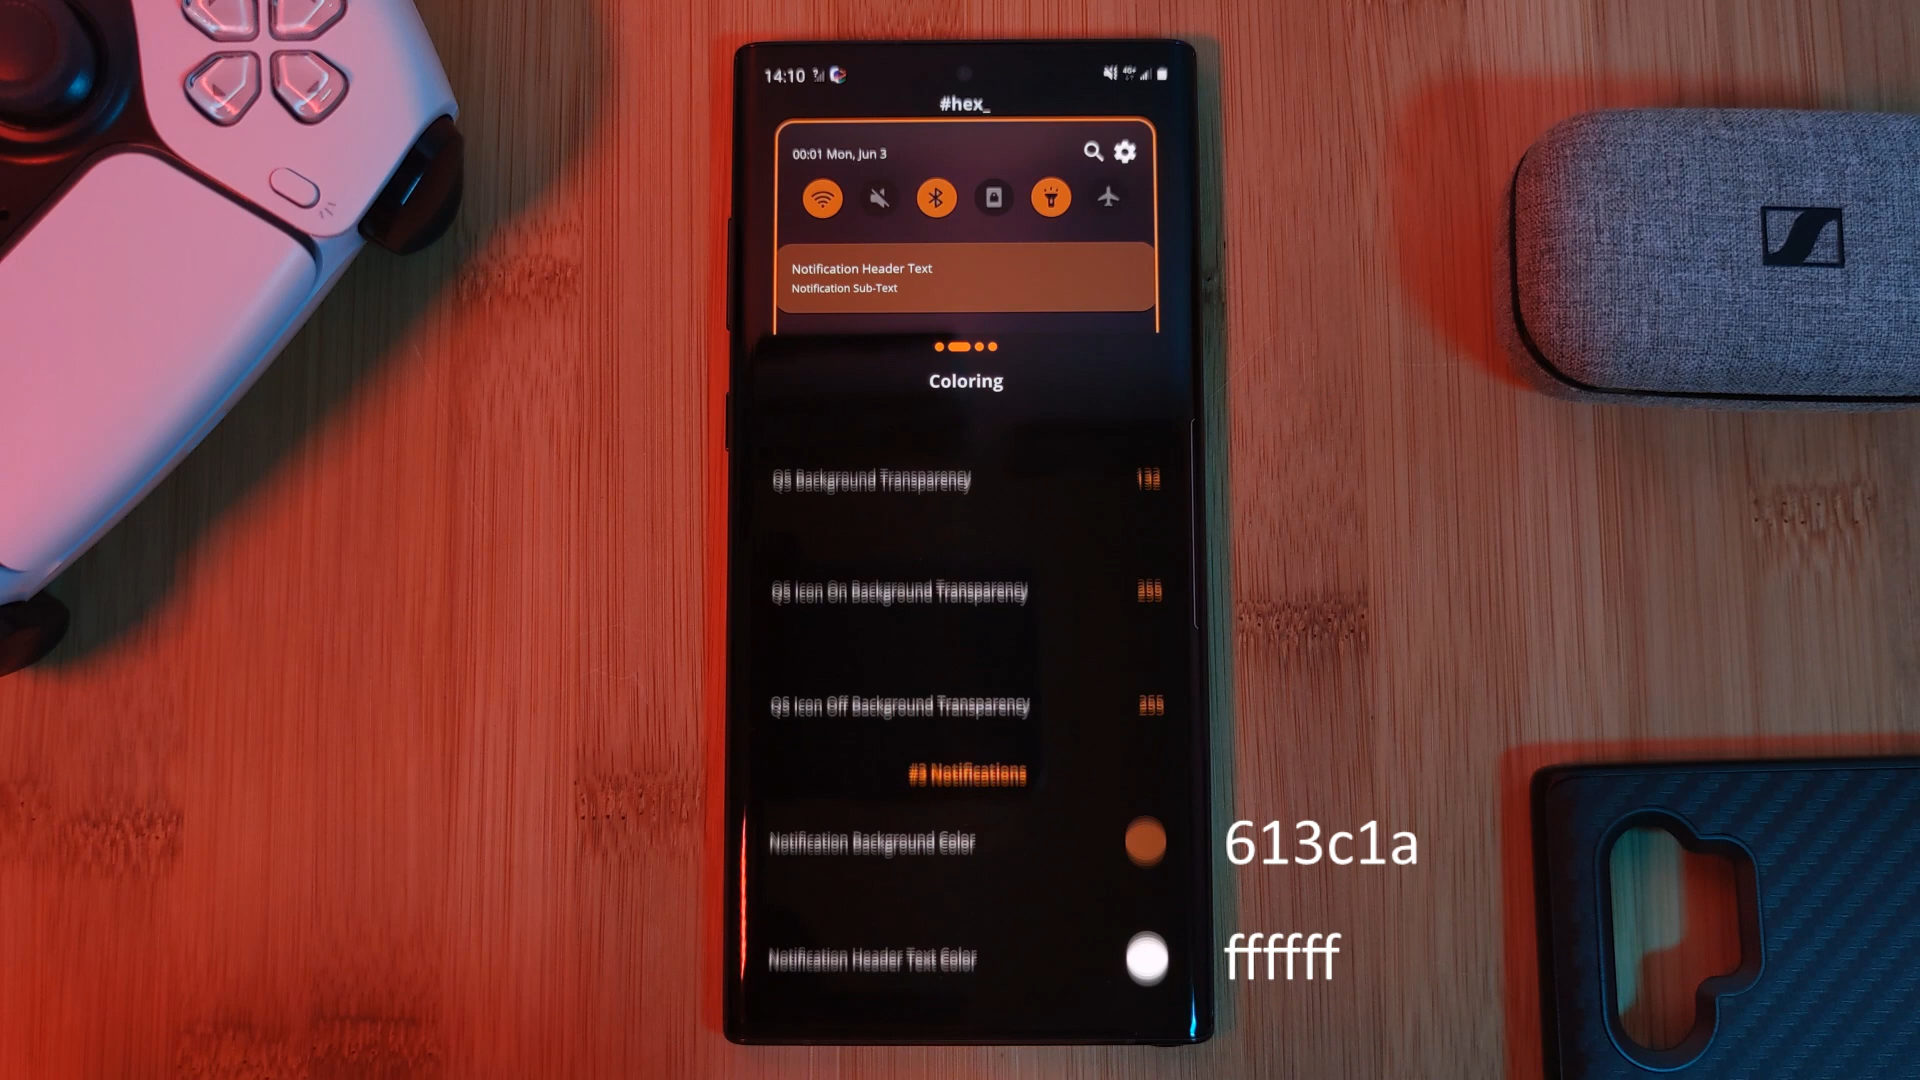 14:10
#hex_
00:01 Mon, Jun 3
Notification Header Text
Notification Sub-Text
Coloring
QS Background Transparency
QS Icon On Background Transparency 255
QS Icon Off Background Transparency 255
#3 Notifications
Notification Background Color 613c1a
Notification Header Text Color ffffff